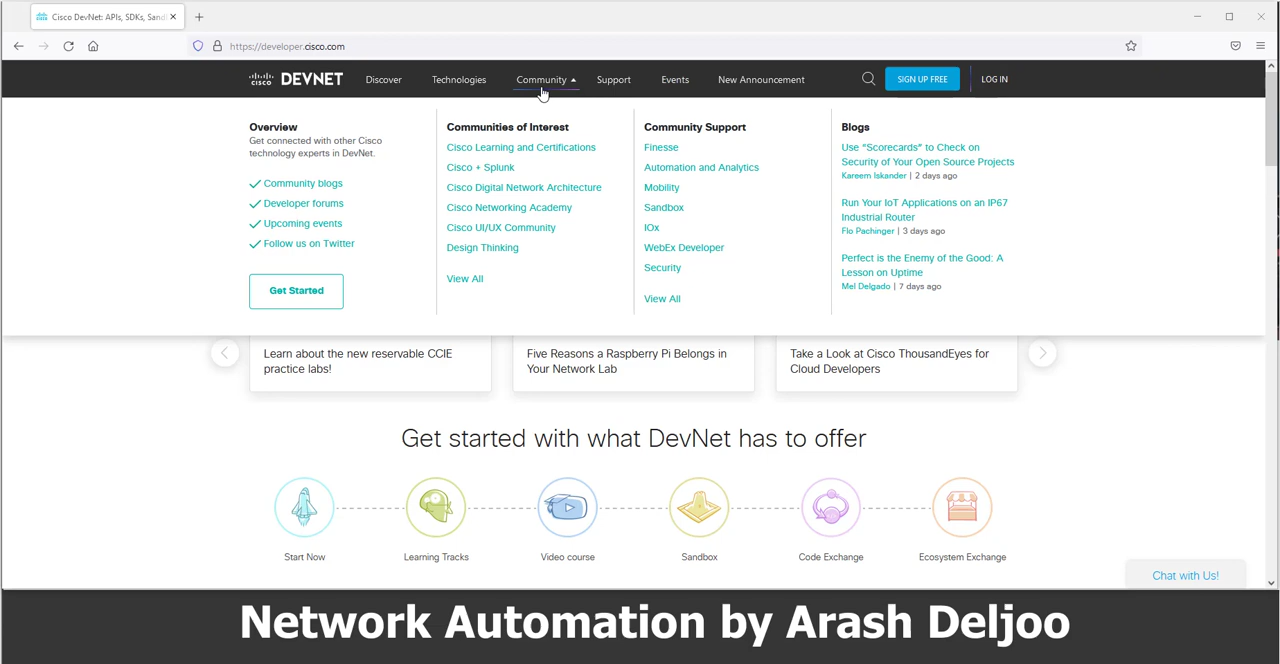 Cisco DevNet: APIs, SDKs, Sand
https://developer.cisco.com
CISCO DEVNET
Discover
Technologies
Community
Support
Events
New Announcement
SIGN UP FREE
LOG IN
Overview
Get connected with other Cisco
technology experts in DevNet.
Community blogs
Developer forums
Upcoming events
Follow us on Twitter
Get Started
Communities of Interest
Cisco Learning and Certifications
Cisco + Splunk
Cisco Digital Network Architecture
Cisco Networking Academy
Cisco UI/UX Community
Design Thinking
View All
Community Support
Finesse
Automation and Analytics
Mobility
Sandbox
IOx
WebEx Developer
Security
View All
Blogs
Use "Scorecards" to Check on
Security of Your Open Source Projects
Kareem Iskander | 2 days ago
Run Your IoT Applications on an IP67
Industrial Router
Flo Pachinger | 3 days ago
Perfect is the Enemy of the Good: A
Lesson on Uptime
Mel Delgado | 7 days ago
Learn about the new reservable CCIE
practice labs!
Five Reasons a Raspberry Pi Belongs in
Your Network Lab
Take a Look at Cisco ThousandEyes for
Cloud Developers
Get started with what DevNet has to offer
Start Now
Learning Tracks
Video course
Sandbox
Code Exchange
Ecosystem Exchange
Chat with Us!
Network Automation by Arash Deljoo